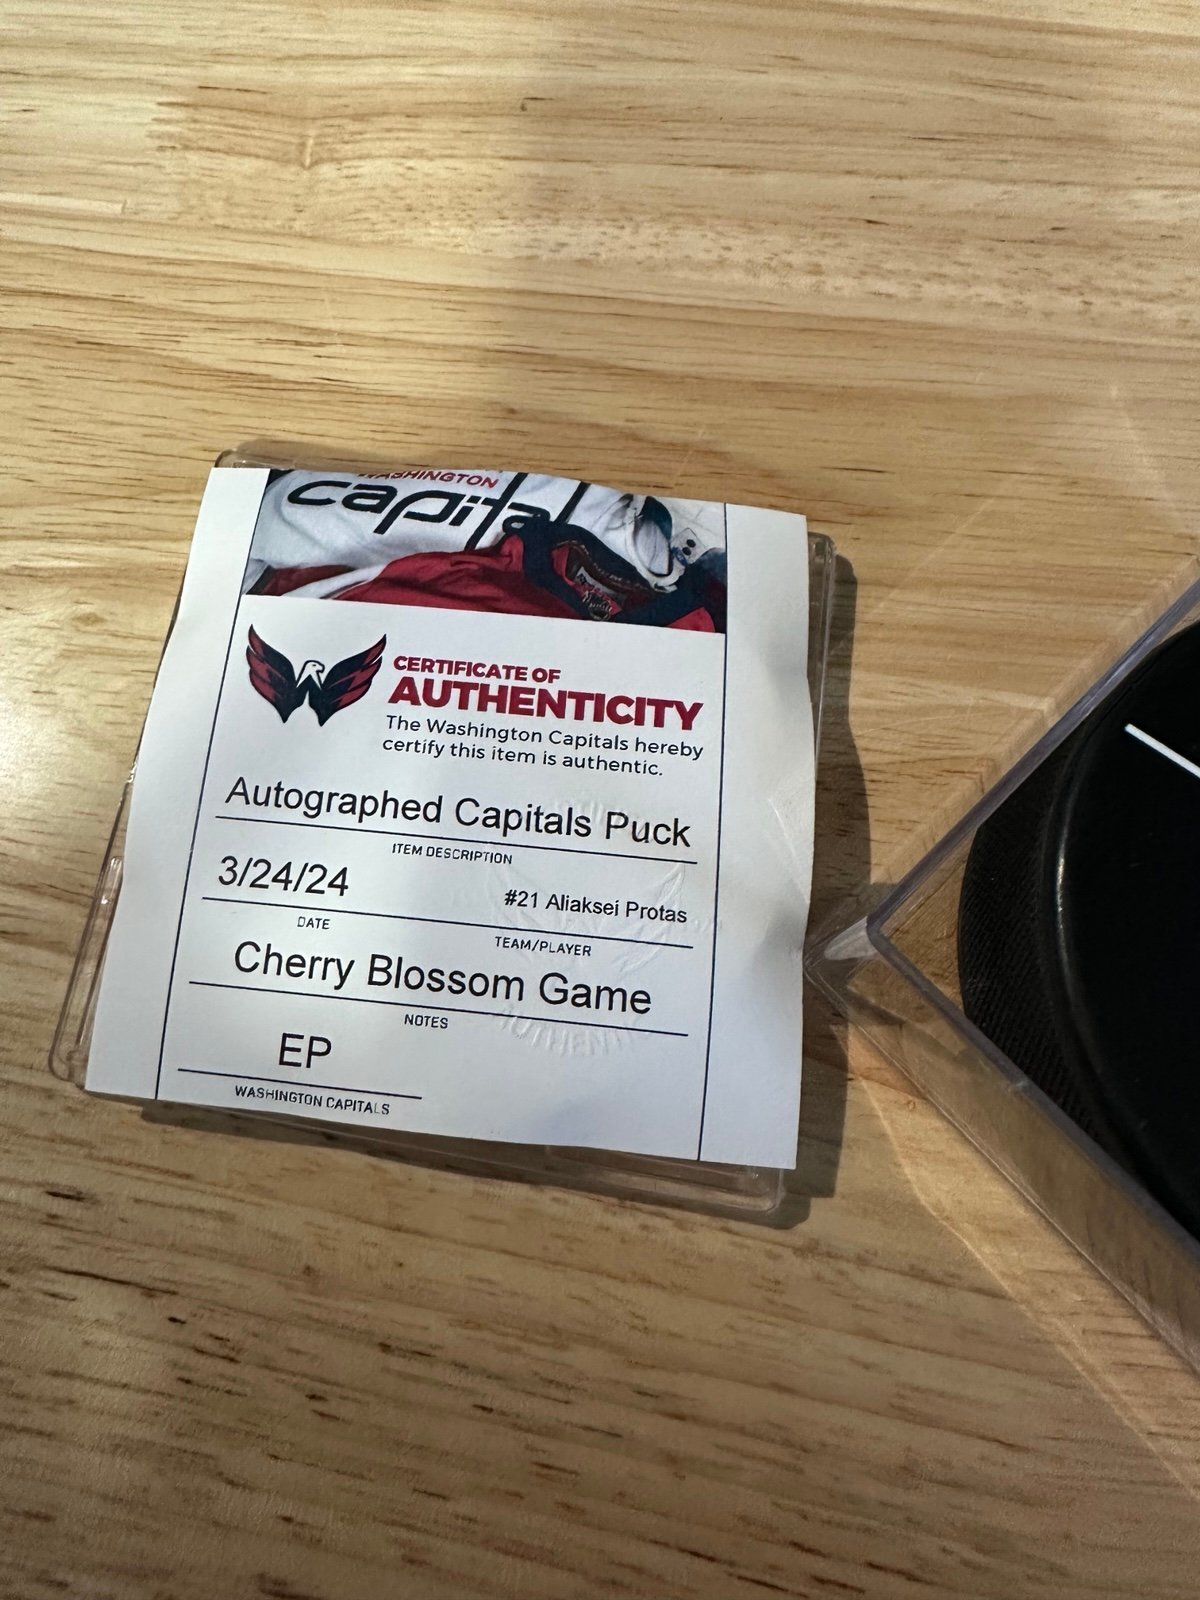 WASHINGTON
capital
CERTIFICATE OF
AUTHENTICITY
The Washington Capitals hereby
certify this item is authentic.
Autographed Capitals Puck
ITEM DESCRIPTION
3/24/24 #21 Aliaksei Protas
DATE TEAM/PLAYER
Cherry Blossom Game
NOTES
EP
WASHINGTON CAPITALS